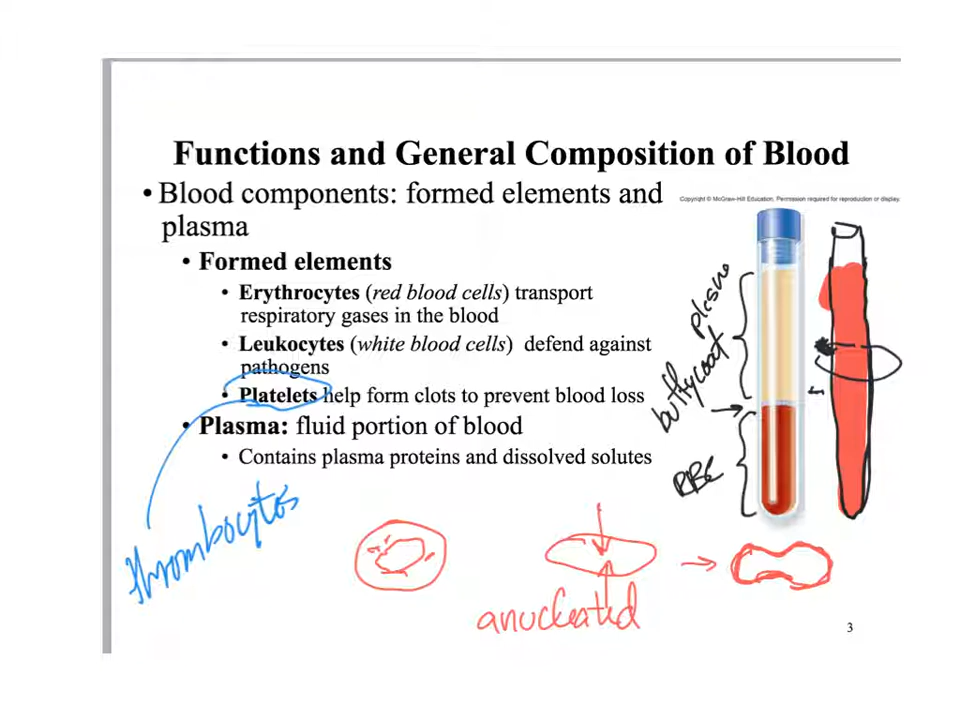 Functions and General Composition of Blood
• Blood components: formed elements and
plasma
Copyright © McGraw-Hill Education. Permission required for reproduction or display.
• Formed elements
• Erythrocytes (red blood cells) transport
respiratory gases in the blood
• Leukocytes (white blood cells) defend against
pathogens
• Platelets help form clots to prevent blood loss
• Plasma: fluid portion of blood
• Contains plasma proteins and dissolved solutes
plasma
buffycoat
RBC
thrombocytes
anucleated
3